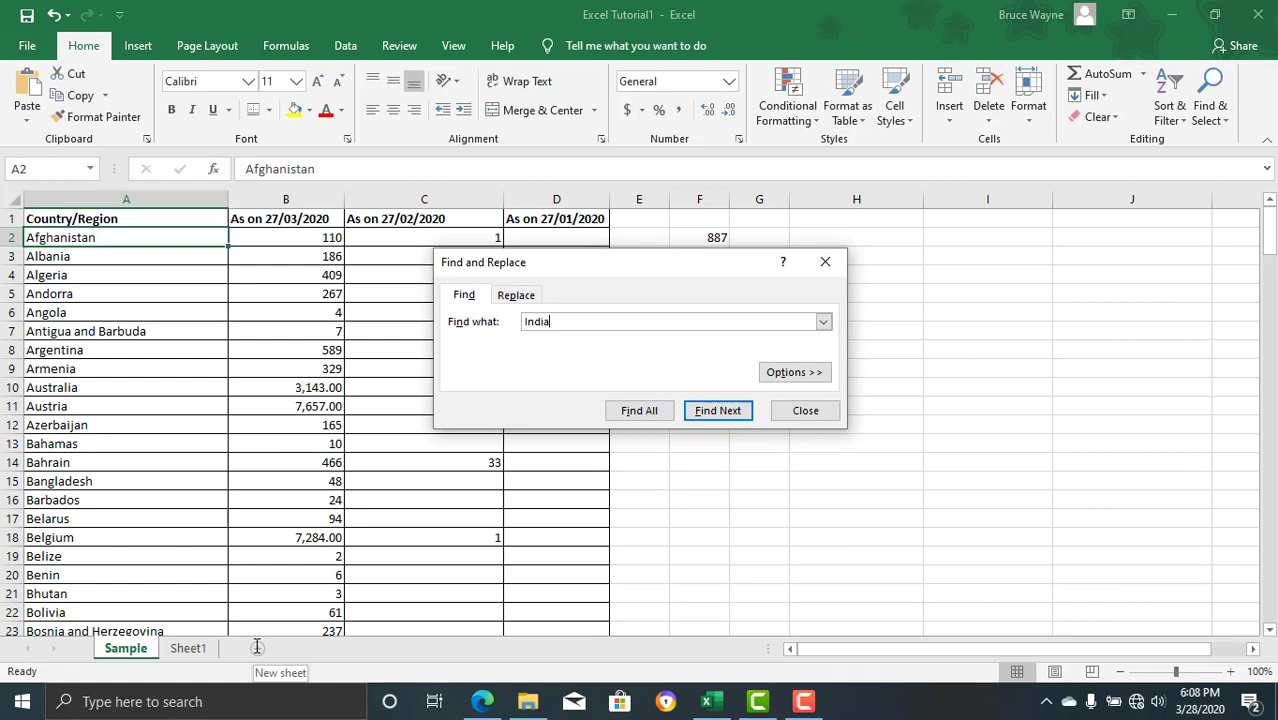 Excel Tutorial1 - Excel
Bruce Wayne
File Home Insert Page Layout Formulas Data Review View Help Tell me what you want to do Share
Paste
Cut
Copy
Format Painter
Clipboard
Calibri 11
B I U A
Font
Wrap Text
Merge & Center
Alignment
General
$ % ,
Number
Conditional Formatting
Format as Table
Cell Styles
Styles
Insert Delete Format
Cells
AutoSum
Fill
Clear
Sort & Filter
Find & Select
Editing
A2 fx Afghanistan
A B C D E F G H I J
1 Country/Region As on 27/03/2020 As on 27/02/2020 As on 27/01/2020
2 Afghanistan 110 1 887
3 Albania 186
4 Algeria 409
5 Andorra 267
6 Angola 4
7 Antigua and Barbuda 7
8 Argentina 589
9 Armenia 329
10 Australia 3,143.00
11 Austria 7,657.00
12 Azerbaijan 165
13 Bahamas 10
14 Bahrain 466 33
15 Bangladesh 48
16 Barbados 24
17 Belarus 94
18 Belgium 7,284.00 1
19 Belize 2
20 Benin 6
21 Bhutan 3
22 Bolivia 61
23 Bosnia and Herzegovina 237
Find and Replace ?
Find Replace
Find what: India
Options >>
Find All Find Next Close
Sample Sheet1
New sheet
Ready 100%
Type here to search
6:08 PM
3/28/2020
2